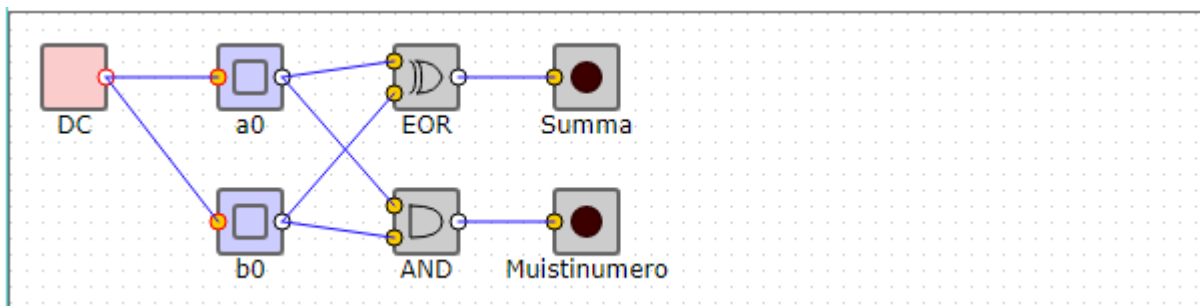 DC
a0
EOR
Summa
b0
AND
Muistinumero